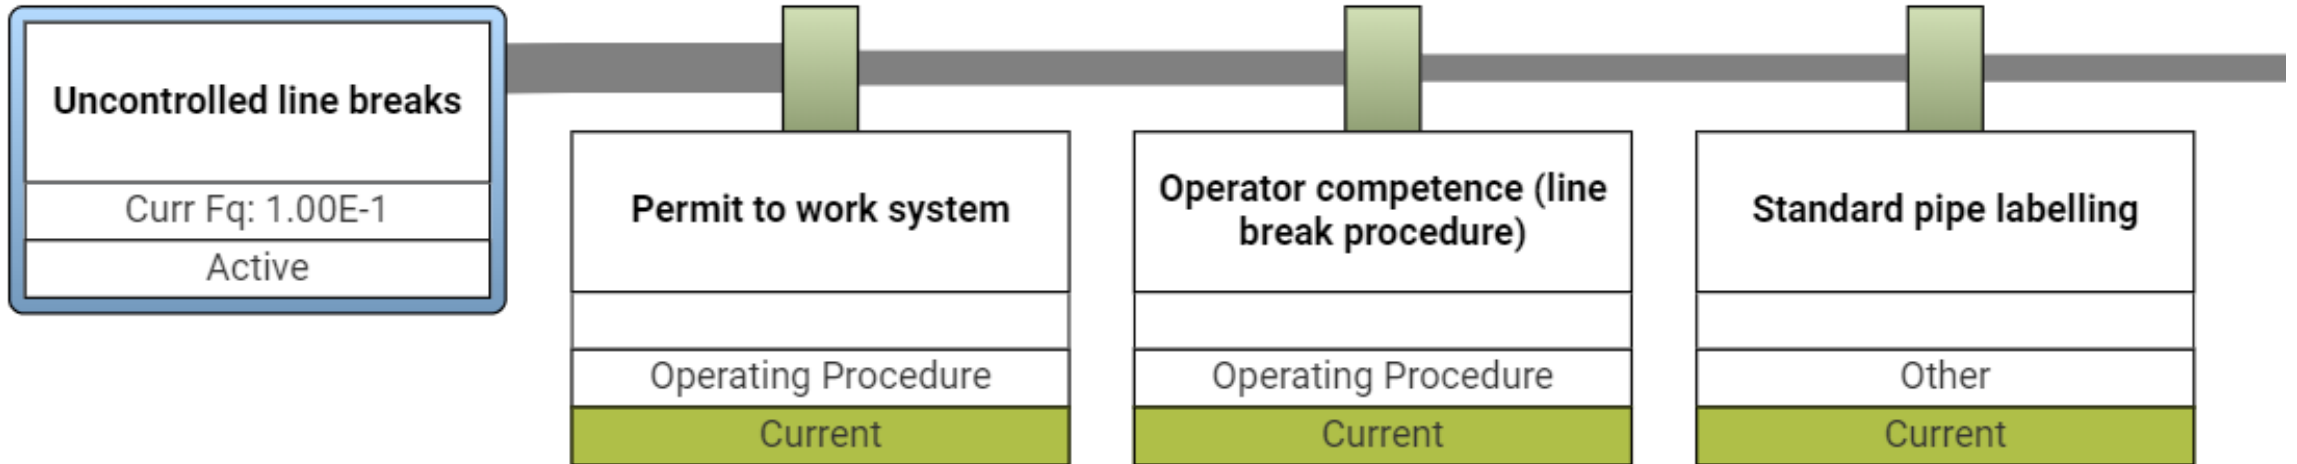 Uncontrolled line breaks
Curr Fq: 1.00E-1
Active
Permit to work system
Operating Procedure
Current
Operator competence (line
break procedure)
Operating Procedure
Current
Standard pipe labelling
Other
Current